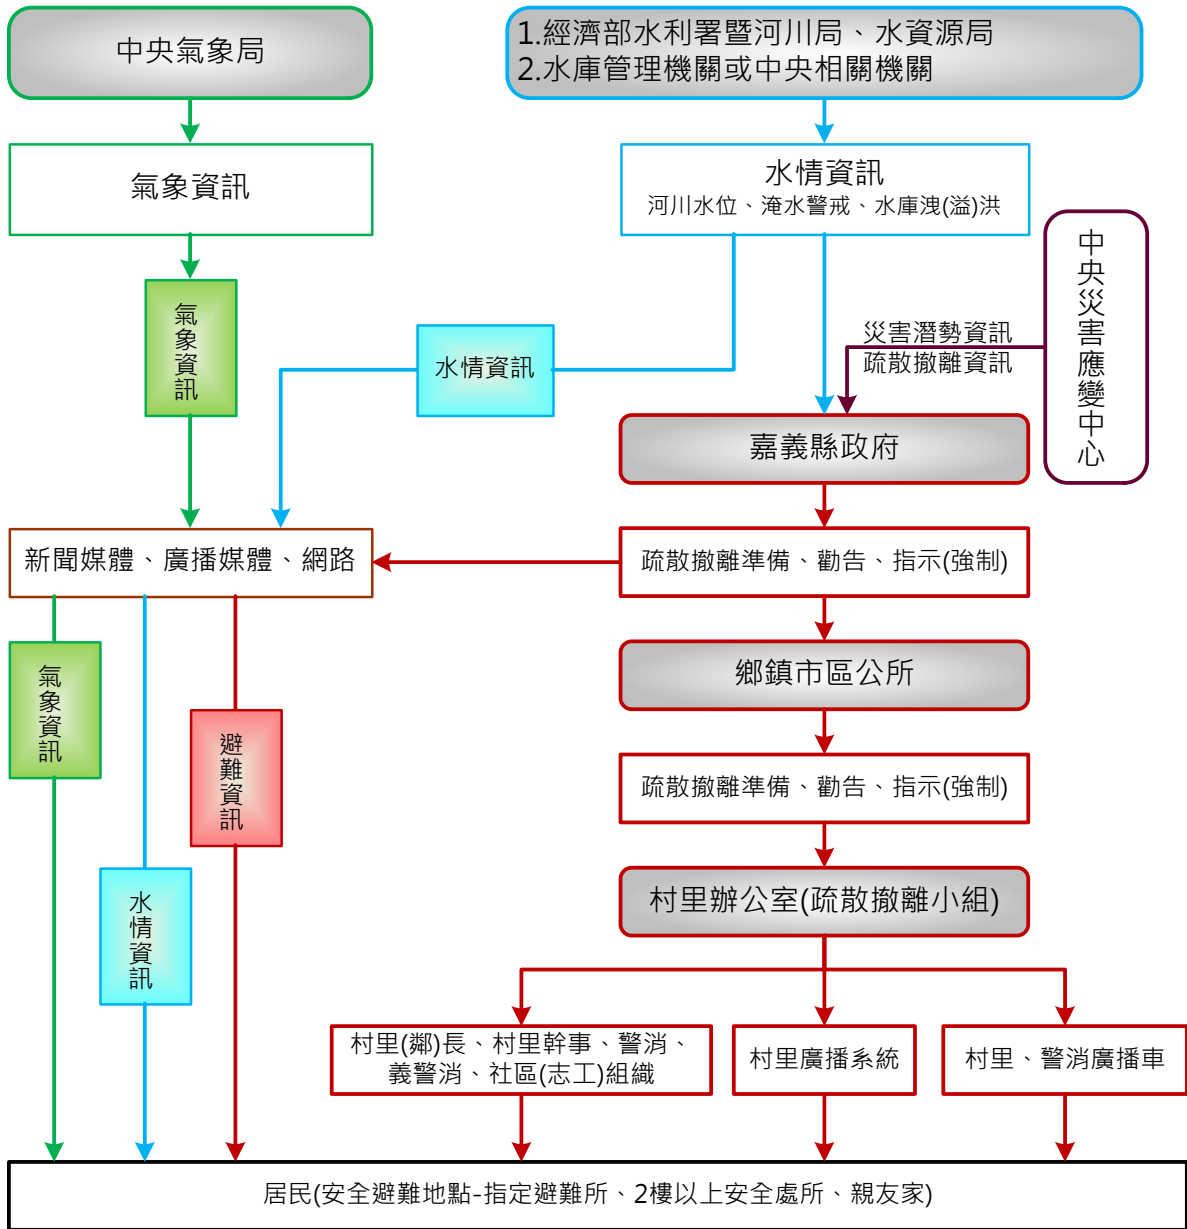 中央氣象局
1.經濟部水利署暨河川局、水資源局
2.水庫管理機關或中央相關機關
氣象資訊
水情資訊
河川水位、淹水警戒、水庫洩(溢)洪
中央災害應變中心
氣象資訊
水情資訊
災害潛勢資訊
疏散撤離資訊
嘉義縣政府
新聞媒體、廣播媒體、網路
疏散撤離準備、勸告、指示(強制)
氣象資訊
鄉鎮市區公所
避難資訊
疏散撤離準備、勸告、指示(強制)
水情資訊
村里辦公室(疏散撤離小組)
村里(鄰)長、村里幹事、警消、
義警消、社區(志工)組織
村里廣播系統
村里、警消廣播車
居民(安全避難地點-指定避難所、2樓以上安全處所、親友家)